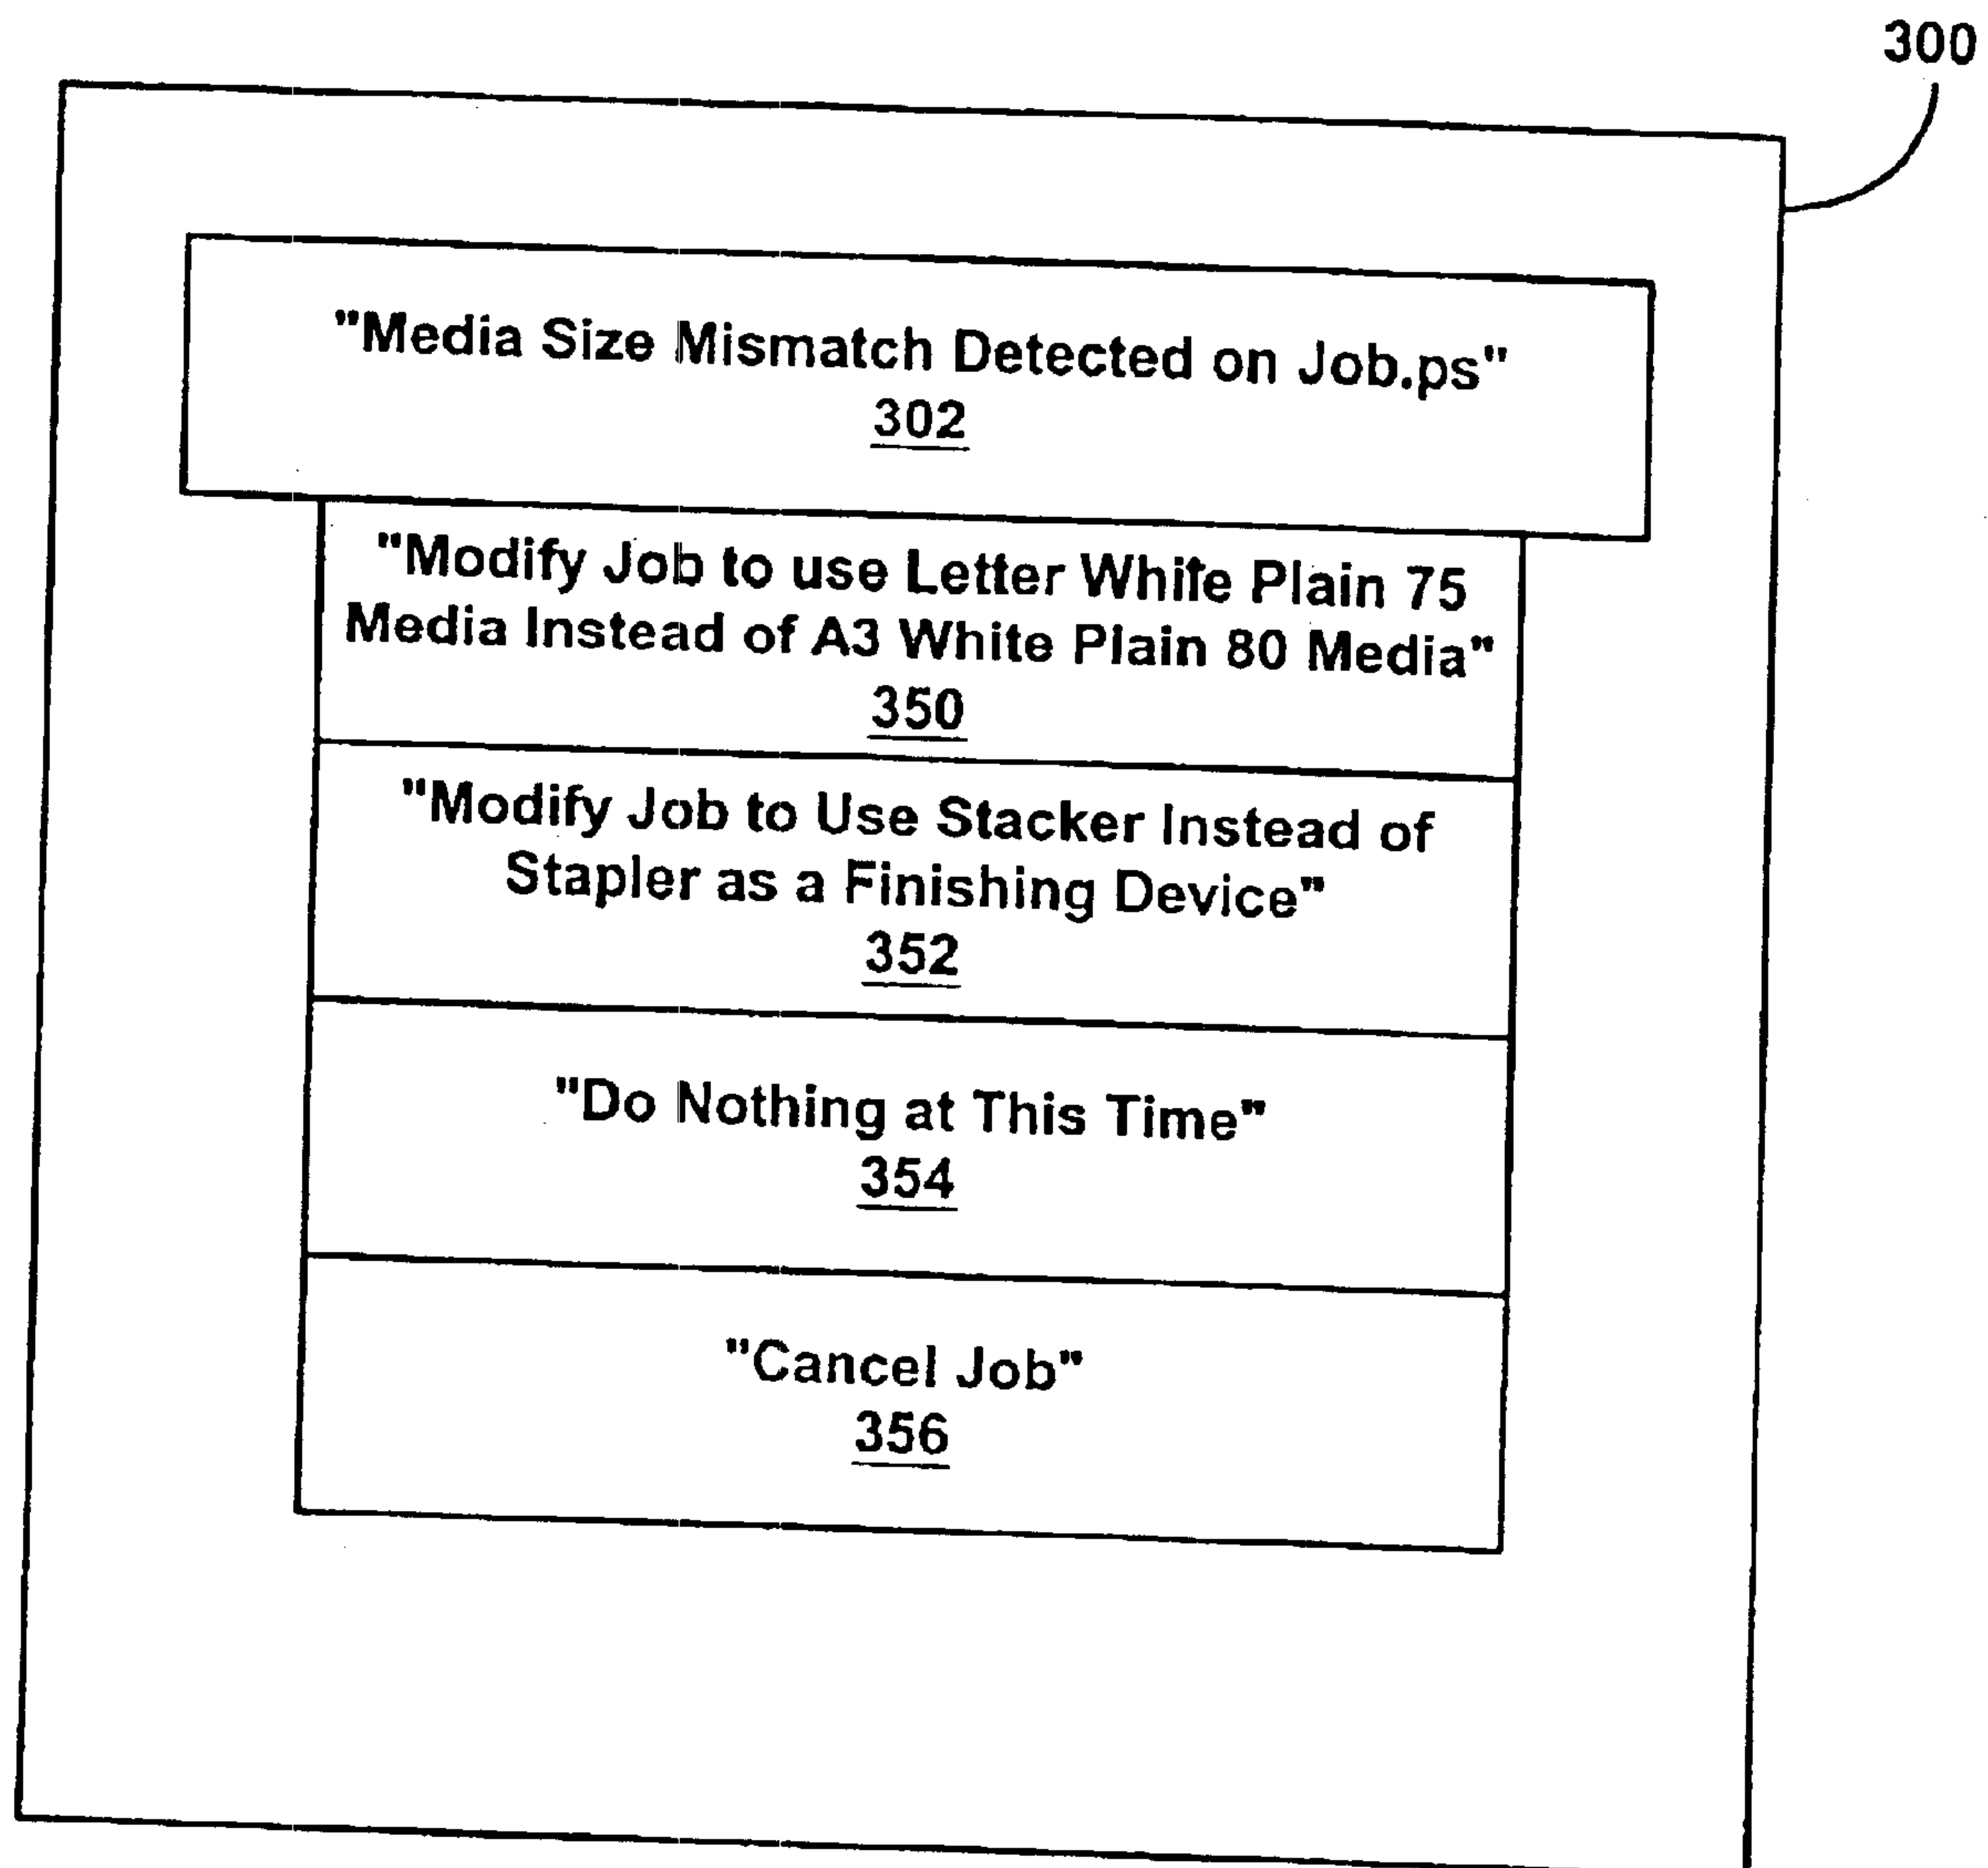 300
"Media Size Mismatch Detected on Job.ps"
302
"Modify Job to use Letter White Plain 75
Media Instead of A3 White Plain 80 Media"
350
"Modify Job to Use Stacker Instead of
Stapler as a Finishing Device"
352
"Do Nothing at This Time"
354
"Cancel Job"
356